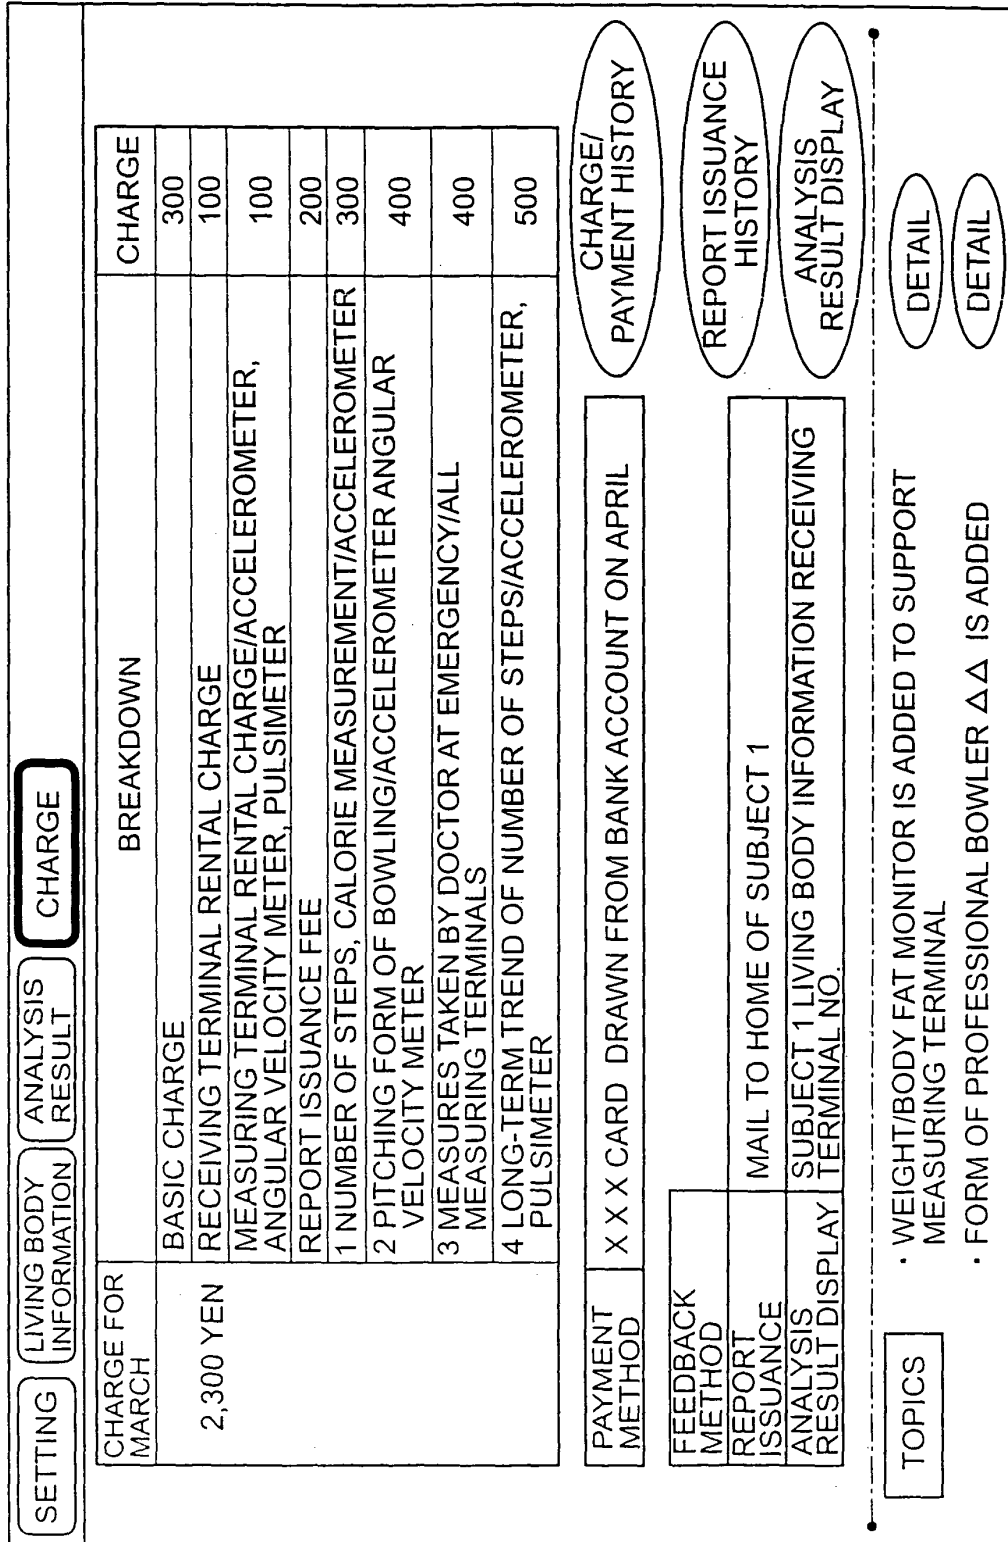 SETTING
LIVING BODY
INFORMATION
ANALYSIS
RESULT
CHARGE
CHARGE FOR
MARCH
BREAKDOWN
CHARGE
2,300 YEN
BASIC CHARGE
300
RECEIVING TERMINAL RENTAL CHARGE
100
MEASURING TERMINAL RENTAL CHARGE/ACCELEROMETER,
ANGULAR VELOCITY METER, PULSIMETER
100
REPORT ISSUANCE FEE
200
1 NUMBER OF STEPS, CALORIE MEASUREMENT/ACCELEROMETER
300
2 PITCHING FORM OF BOWLING/ACCELEROMETER ANGULAR
VELOCITY METER
400
3 MEASURES TAKEN BY DOCTOR AT EMERGENCY/ALL
MEASURING TERMINALS
400
4 LONG-TERM TREND OF NUMBER OF STEPS/ACCELEROMETER,
PULSIMETER
500
PAYMENT
METHOD
X X X CARD DRAWN FROM BANK ACCOUNT ON APRIL
CHARGE/
PAYMENT HISTORY
FEEDBACK
METHOD
REPORT
ISSUANCE
MAIL TO HOME OF SUBJECT 1
REPORT ISSUANCE
HISTORY
ANALYSIS
RESULT DISPLAY
SUBJECT 1 LIVING BODY INFORMATION RECEIVING
TERMINAL NO.
ANALYSIS
RESULT DISPLAY
TOPICS
· WEIGHT/BODY FAT MONITOR IS ADDED TO SUPPORT
MEASURING TERMINAL
DETAIL
· FORM OF PROFESSIONAL BOWLER △△ IS ADDED
DETAIL